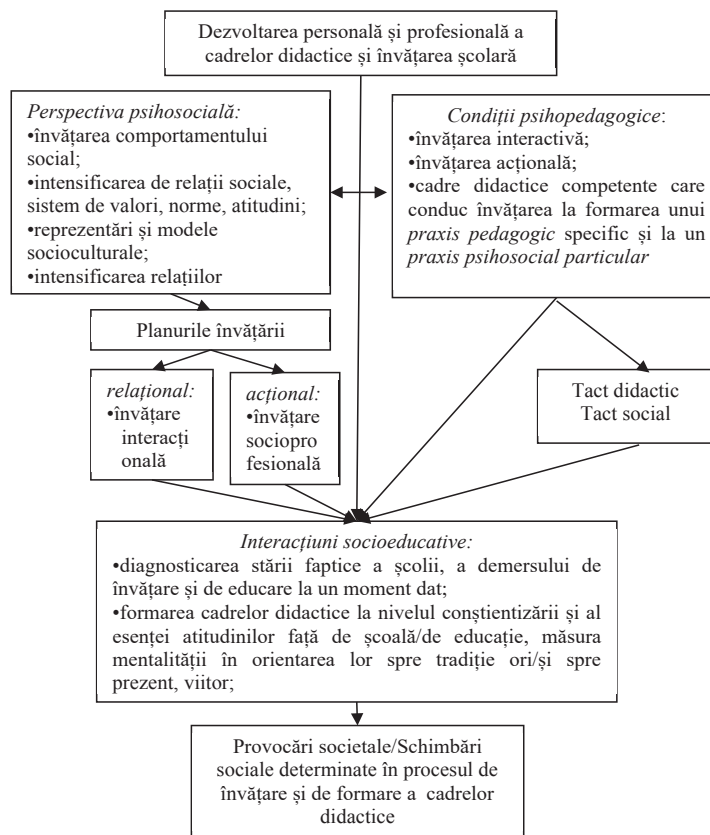 Dezvoltarea personală și profesională a
cadrelor didactice și învățarea școlară
Perspectiva psihosocială:
•învățarea comportamentului
social;
•intensificarea de relații sociale,
sistem de valori, norme, atitudini;
•reprezentări și modele
socioculturale;
•intensificarea relațiilor
Condiții psihopedagogice:
•învățarea interactivă;
•învățarea acțională;
•cadre didactice competente care
conduc învățarea la formarea unui
praxis pedagogic specific și la un
praxis psihosocial particular
Planurile învățării
relațional:
•învățare
interacți
onală
acțional:
•învățare
sociopro
fesională
Tact didactic
Tact social
Interacțiuni socioeducative:
•diagnosticarea stării faptice a școlii, a demersului de
învățare și de educare la un moment dat;
•formarea cadrelor didactice la nivelul conștientizării și al
esenței atitudinilor față de școală/de educație, măsura
mentalității în orientarea lor spre tradiție ori/și spre
prezent, viitor;
Provocări societale/Schimbări
sociale determinate în procesul de
învățare și de formare a cadrelor
didactice